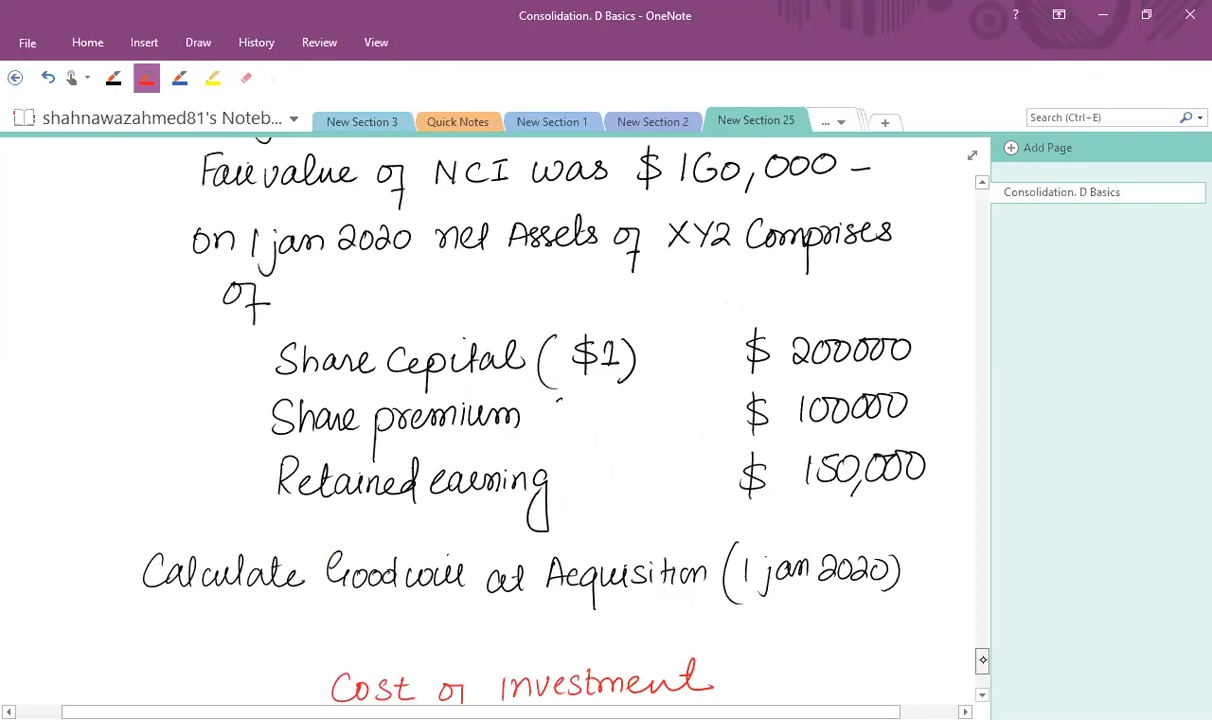 Consolidation. D Basics - OneNote
?
File Home Insert Draw History Review View
shahnawazahmed81's Noteb... New Section 3 Quick Notes New Section 1 New Section 2 New Section 25 ... + Search (Ctrl+E)
Add Page
Consolidation. D Basics
Fair value of NCI was $ 160,000 -
on 1 jan 2020 net Assets of XYZ Comprises
of
Share Cepital ($1) $ 200000
Share premium $ 100000
Retained earning $ 150,000
Calculate Goodwill at Acquisition (1 jan 2020)
Cost of investment